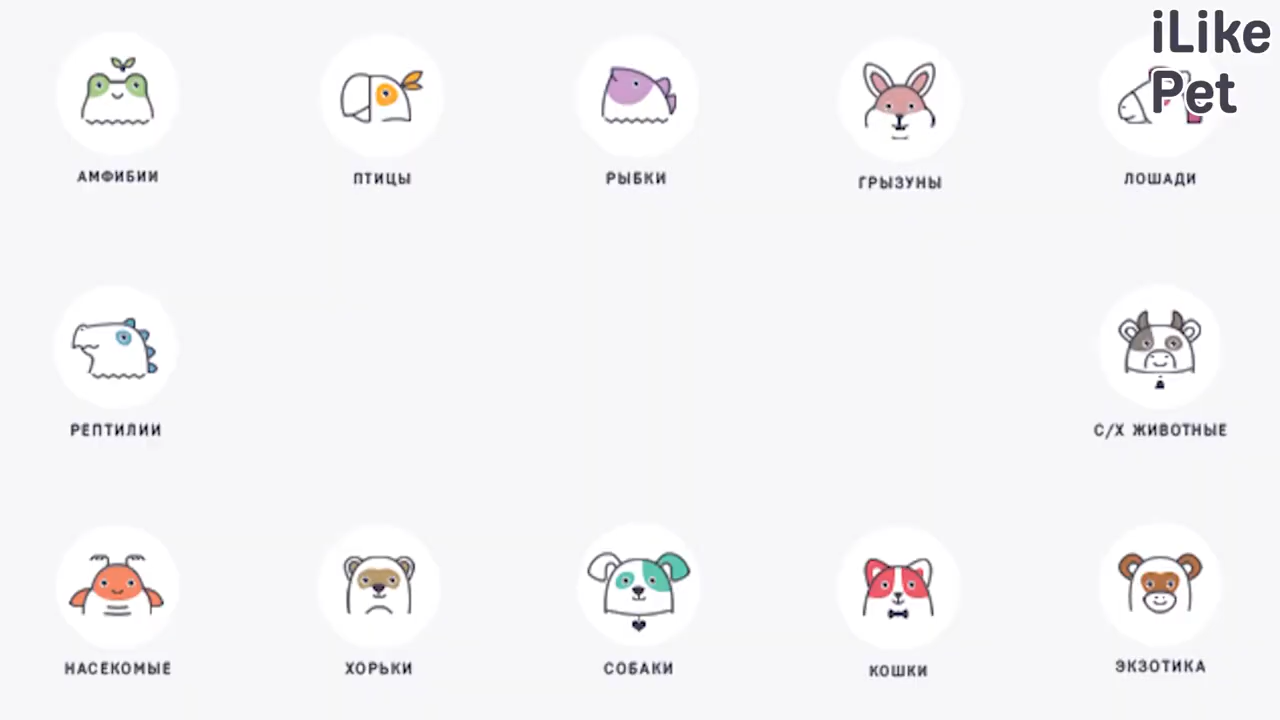 iLike
Pet
АМФИБИИ
ПТИЦЫ
РЫБКИ
ГРЫЗУНЫ
ЛОШАДИ
РЕПТИЛИИ
С/Х ЖИВОТНЫЕ
НАСЕКОМЫЕ
ХОРЬКИ
СОБАКИ
КОШКИ
ЭКЗОТИКА